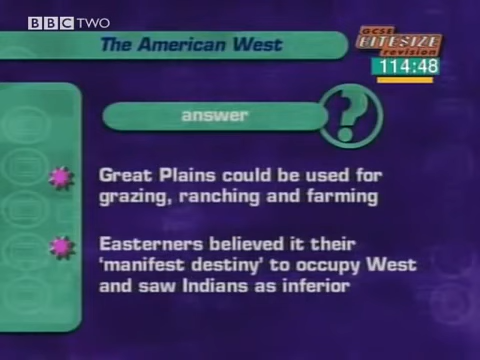 BBC TWO
The American West
GCSE
BITESIZE
revision
114:48
answer
?
Great Plains could be used for
grazing, ranching and farming
Easterners believed it their
'manifest destiny' to occupy West
and saw Indians as inferior